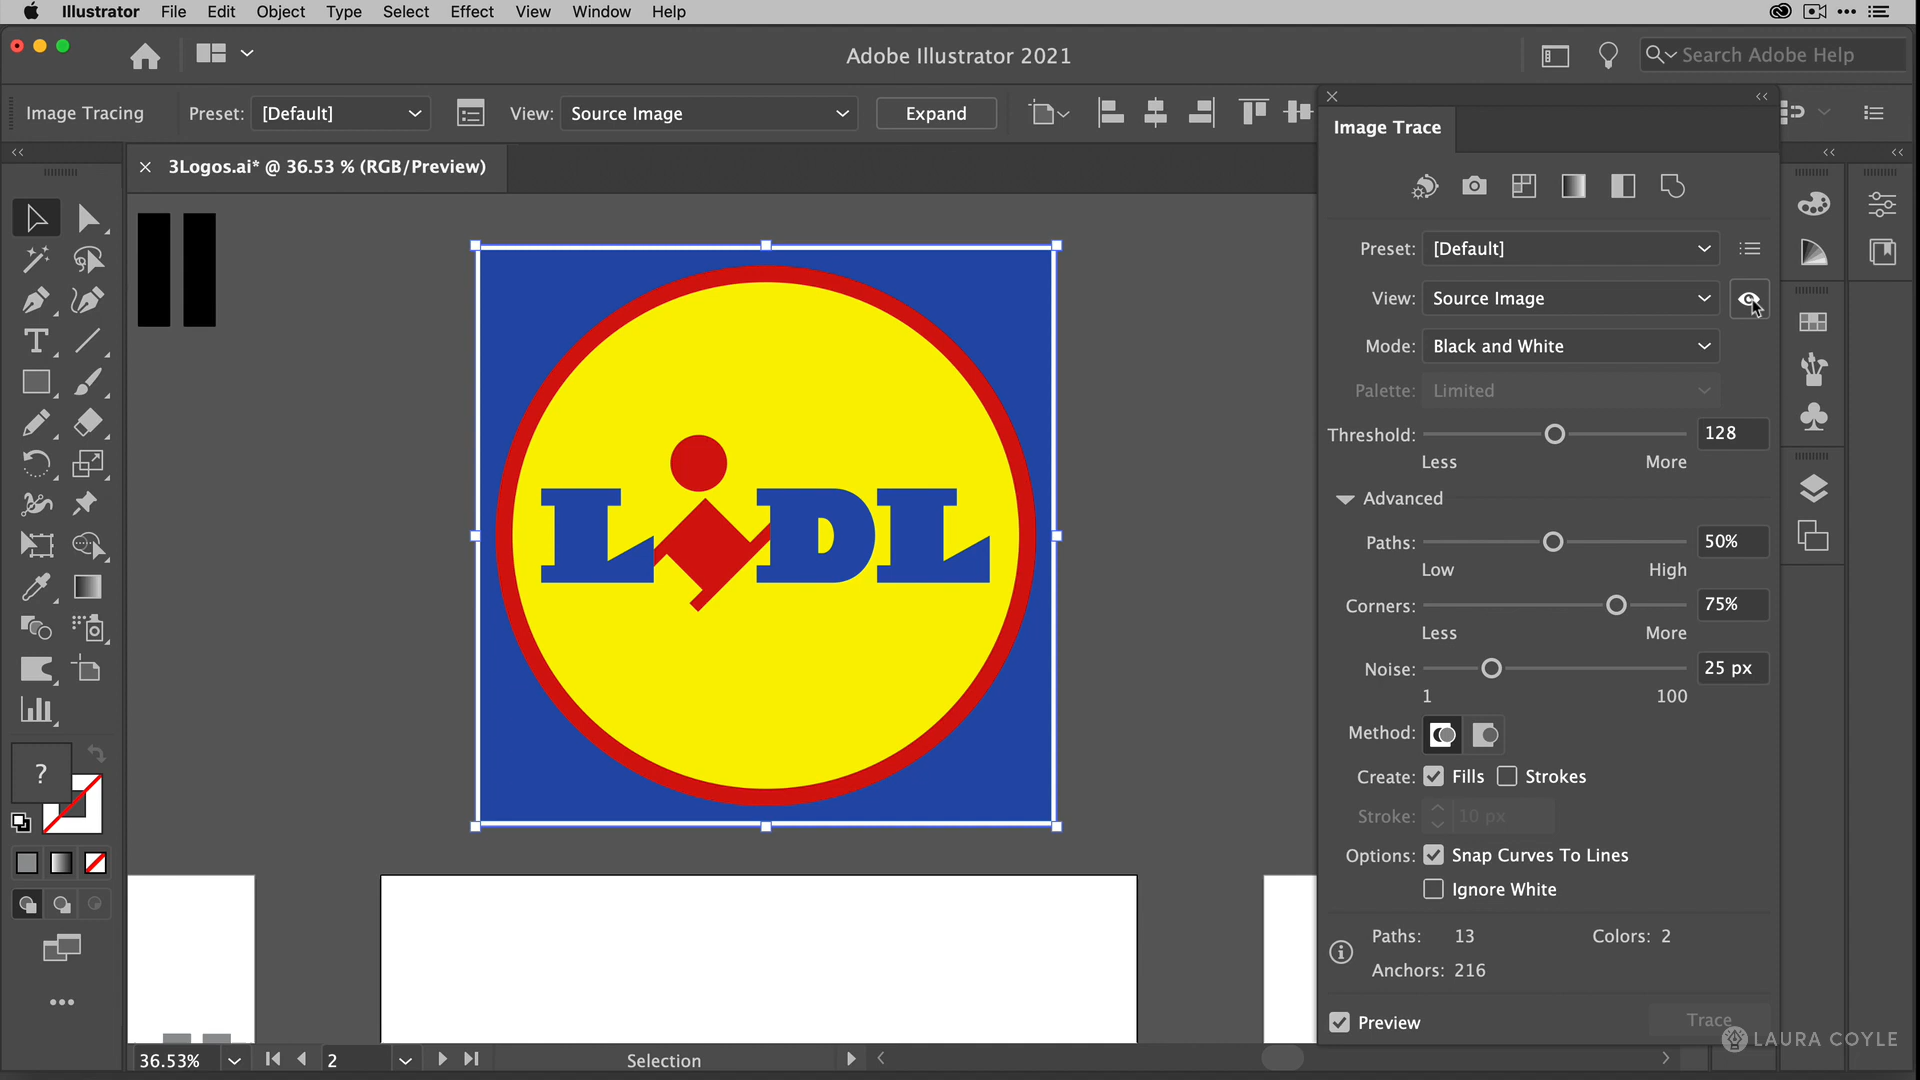 Illustrator File Edit Object Type Select Effect View Window Help
Adobe Illustrator 2021
Search Adobe Help
Image Tracing Preset: [Default] View: Source Image Expand
Image Trace
3Logos.ai* @ 36.53 % (RGB/Preview)
Preset: [Default]
View: Source Image
Mode: Black and White
Palette: Limited
Threshold: 128
Less More
Advanced
Paths: 50%
Low High
Corners: 75%
Less More
Noise: 25 px
1 100
Method:
Create: Fills Strokes
Stroke: 10 px
Options: Snap Curves To Lines
Ignore White
Paths: 13 Colors: 2
Anchors: 216
Preview Trace
LiDL
?
36.53% 2 Selection
LAURA COYLE